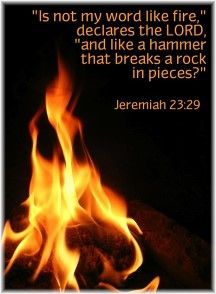 "Is not my word like fire,"
declares the LORD,
"and like a hammer
that breaks a rock
in pieces?"
Jeremiah 23:29